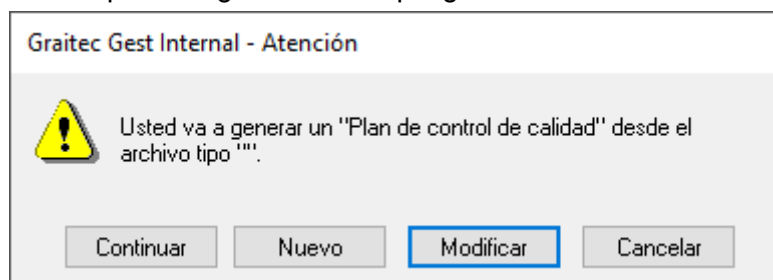 Graitec Gest Internal - Atención
Usted va a generar un "Plan de control de calidad" desde el
archivo tipo "".
Continuar Nuevo Modificar Cancelar